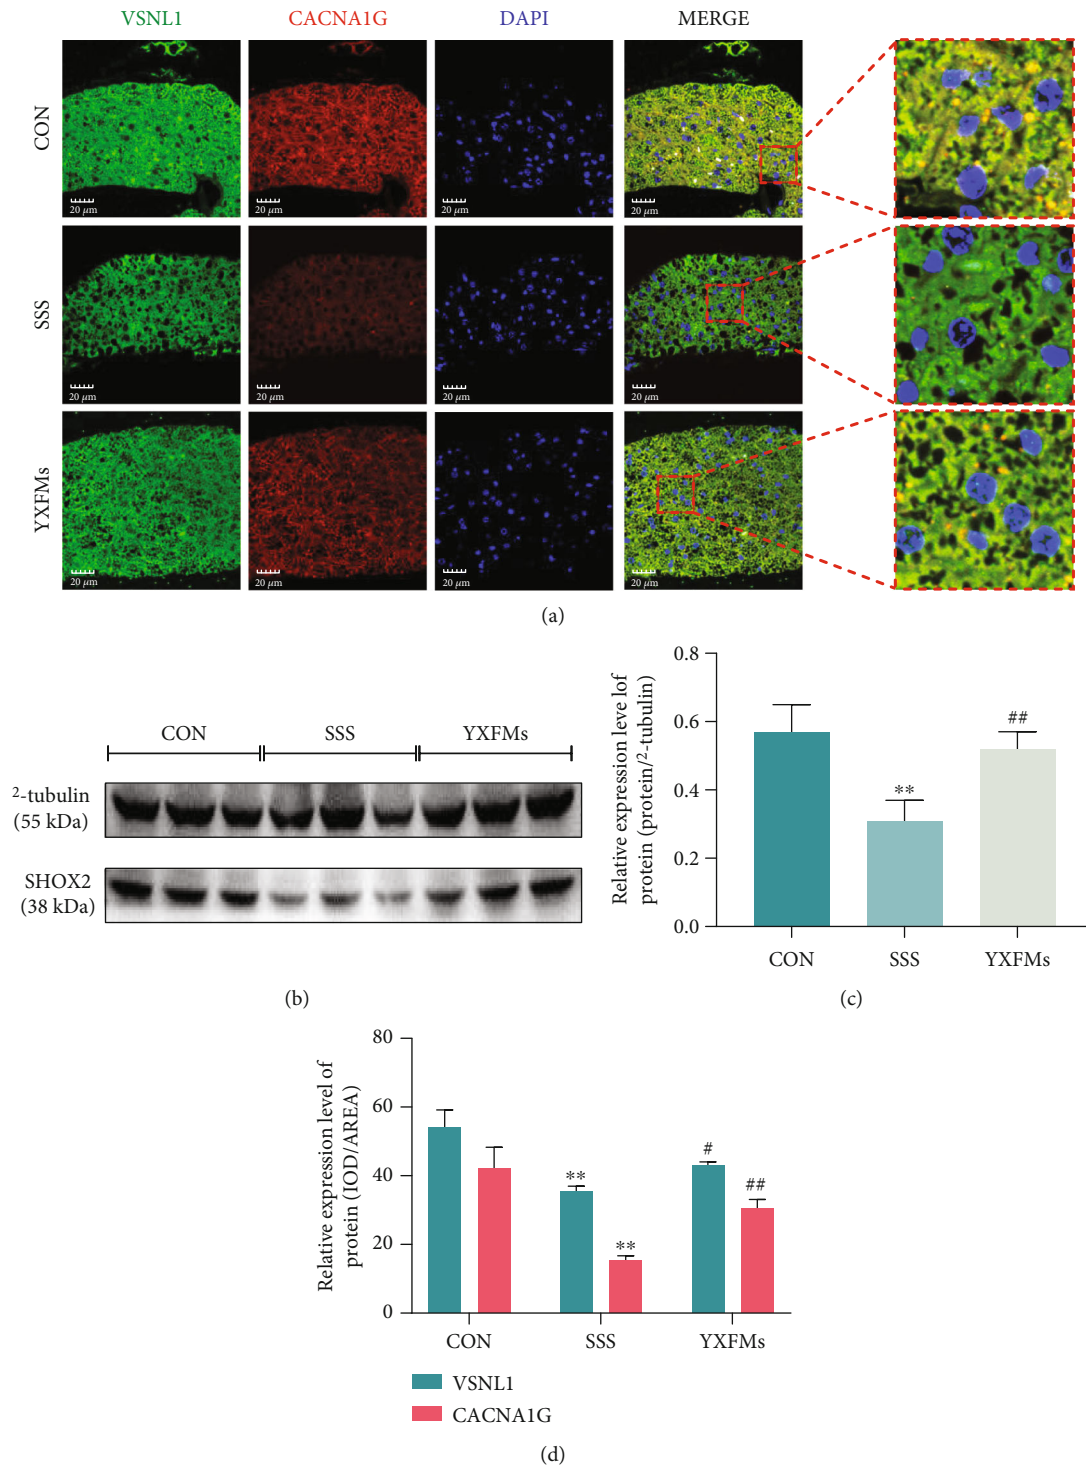 VSNL1 CACNA1G DAPI MERGE
CON
20 µm 20 µm 20 µm 20 µm
SSS
20 µm 20 µm 20 µm 20 µm
YXFMs
20 µm 20 µm 20 µm 20 µm
(a)
CON SSS YXFMs
2-tubulin
(55 kDa)
SHOX2
(38 kDa)
(b)
Relative expression leve lof
protein (protein/2-tubulin)
0.8
0.6
0.4
0.2
0.0
**
##
CON SSS YXFMs
(c)
Relative expression level of
protein (IOD/AREA)
80
60
40
20
0
**
**
#
##
CON SSS YXFMs
VSNL1
CACNA1G
(d)